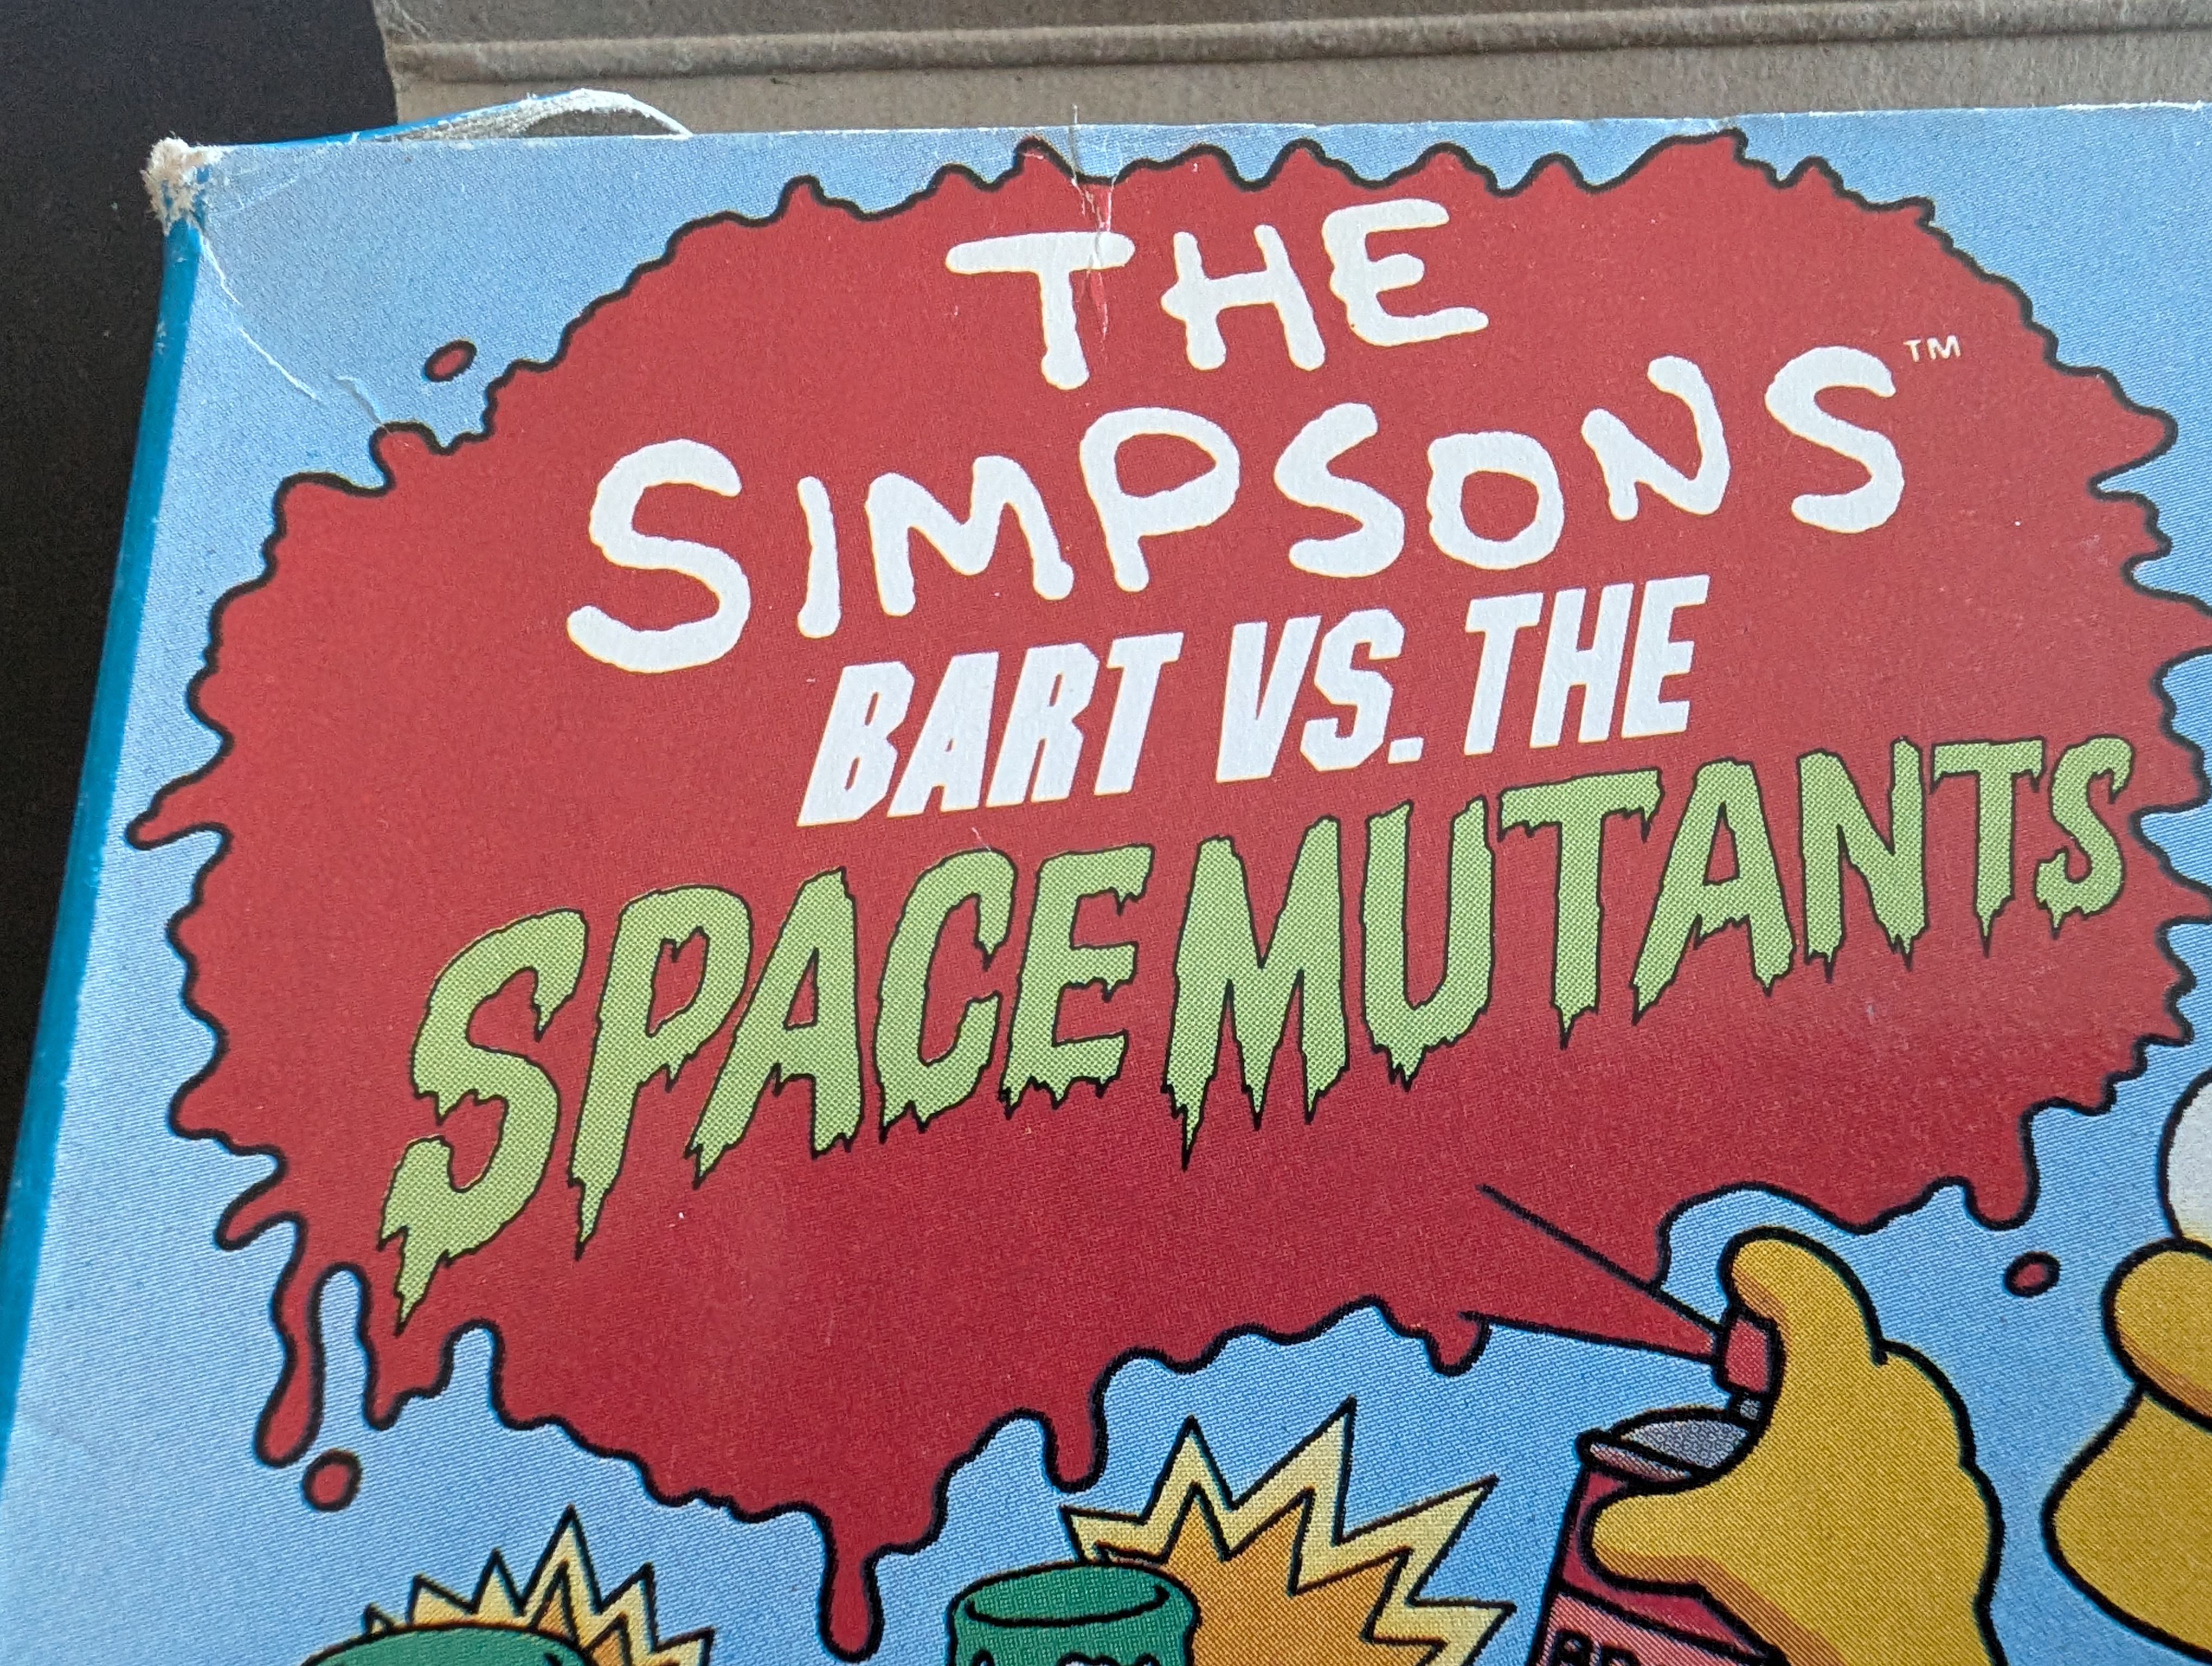 THE
SIMPSONS™
BART VS. THE
SPACE MUTANTS